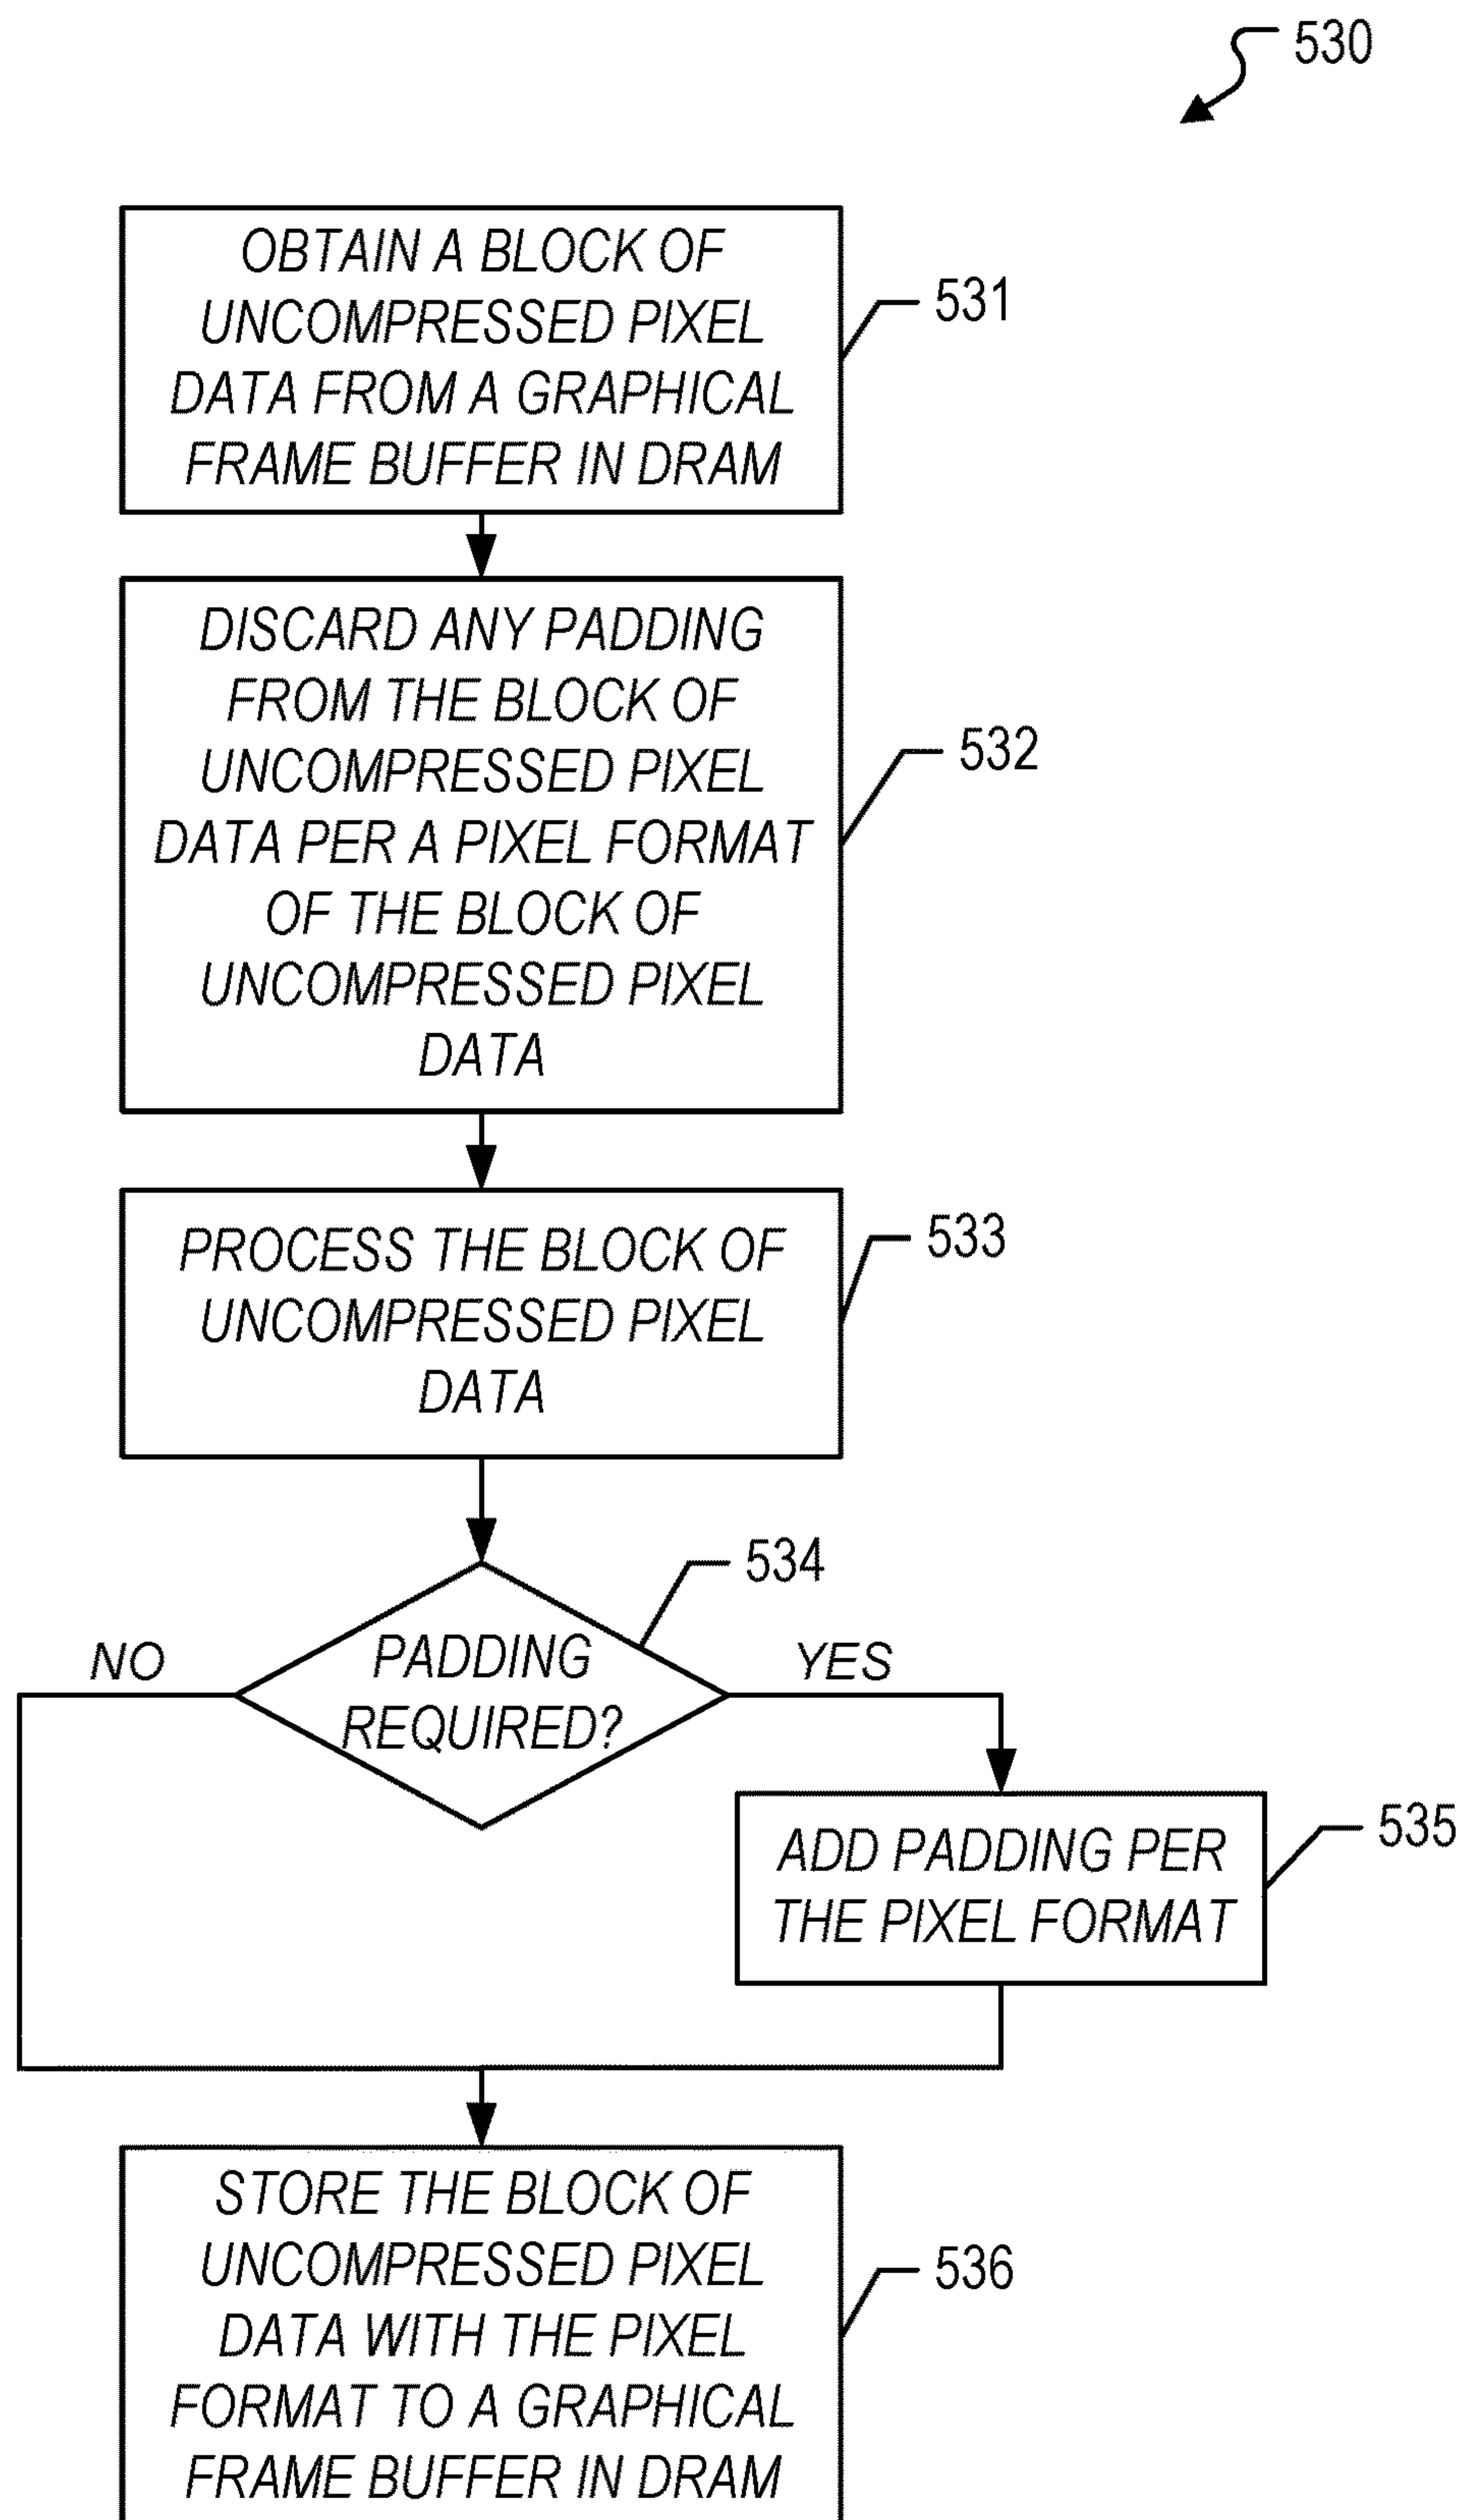 530
OBTAIN A BLOCK OF
UNCOMPRESSED PIXEL
DATA FROM A GRAPHICAL
FRAME BUFFER IN DRAM
531
DISCARD ANY PADDING
FROM THE BLOCK OF
UNCOMPRESSED PIXEL
DATA PER A PIXEL FORMAT
OF THE BLOCK OF
UNCOMPRESSED PIXEL
DATA
532
PROCESS THE BLOCK OF
UNCOMPRESSED PIXEL
DATA
533
534
NO
PADDING
REQUIRED?
YES
ADD PADDING PER
THE PIXEL FORMAT
535
STORE THE BLOCK OF
UNCOMPRESSED PIXEL
DATA WITH THE PIXEL
FORMAT TO A GRAPHICAL
FRAME BUFFER IN DRAM
536